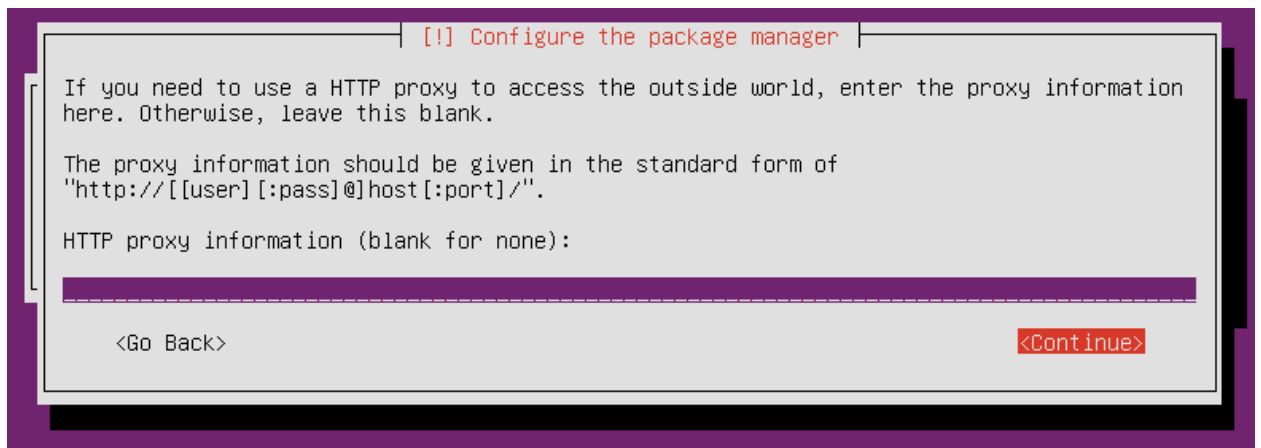 [!] Configure the package manager
If you need to use a HTTP proxy to access the outside world, enter the proxy information
here. Otherwise, leave this blank.
The proxy information should be given in the standard form of
"http://[[user][:pass]@]host[:port]/".
HTTP proxy information (blank for none):
<Go Back> <Continue>